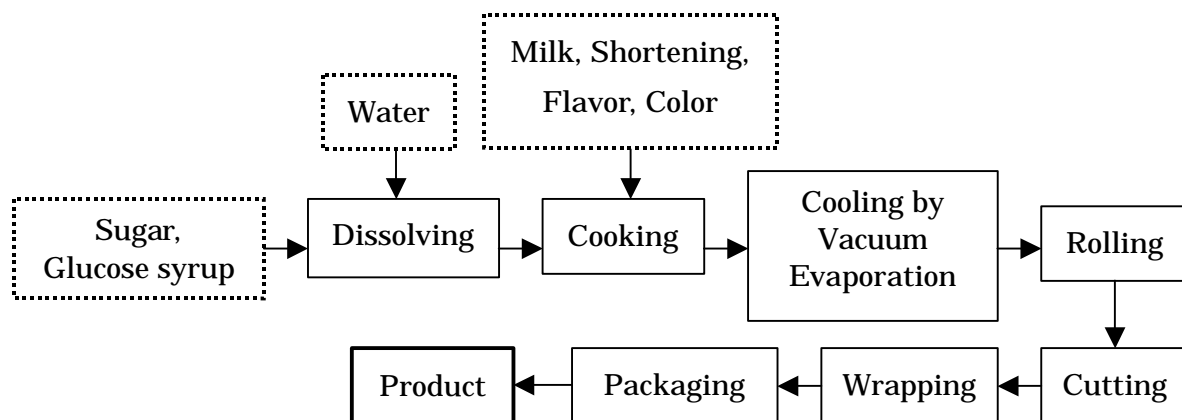 Milk, Shortening,
Flavor, Color
Water
Sugar,
Glucose syrup
Dissolving
Cooking
Cooling by
Vacuum
Evaporation
Rolling
Cutting
Wrapping
Packaging
Product